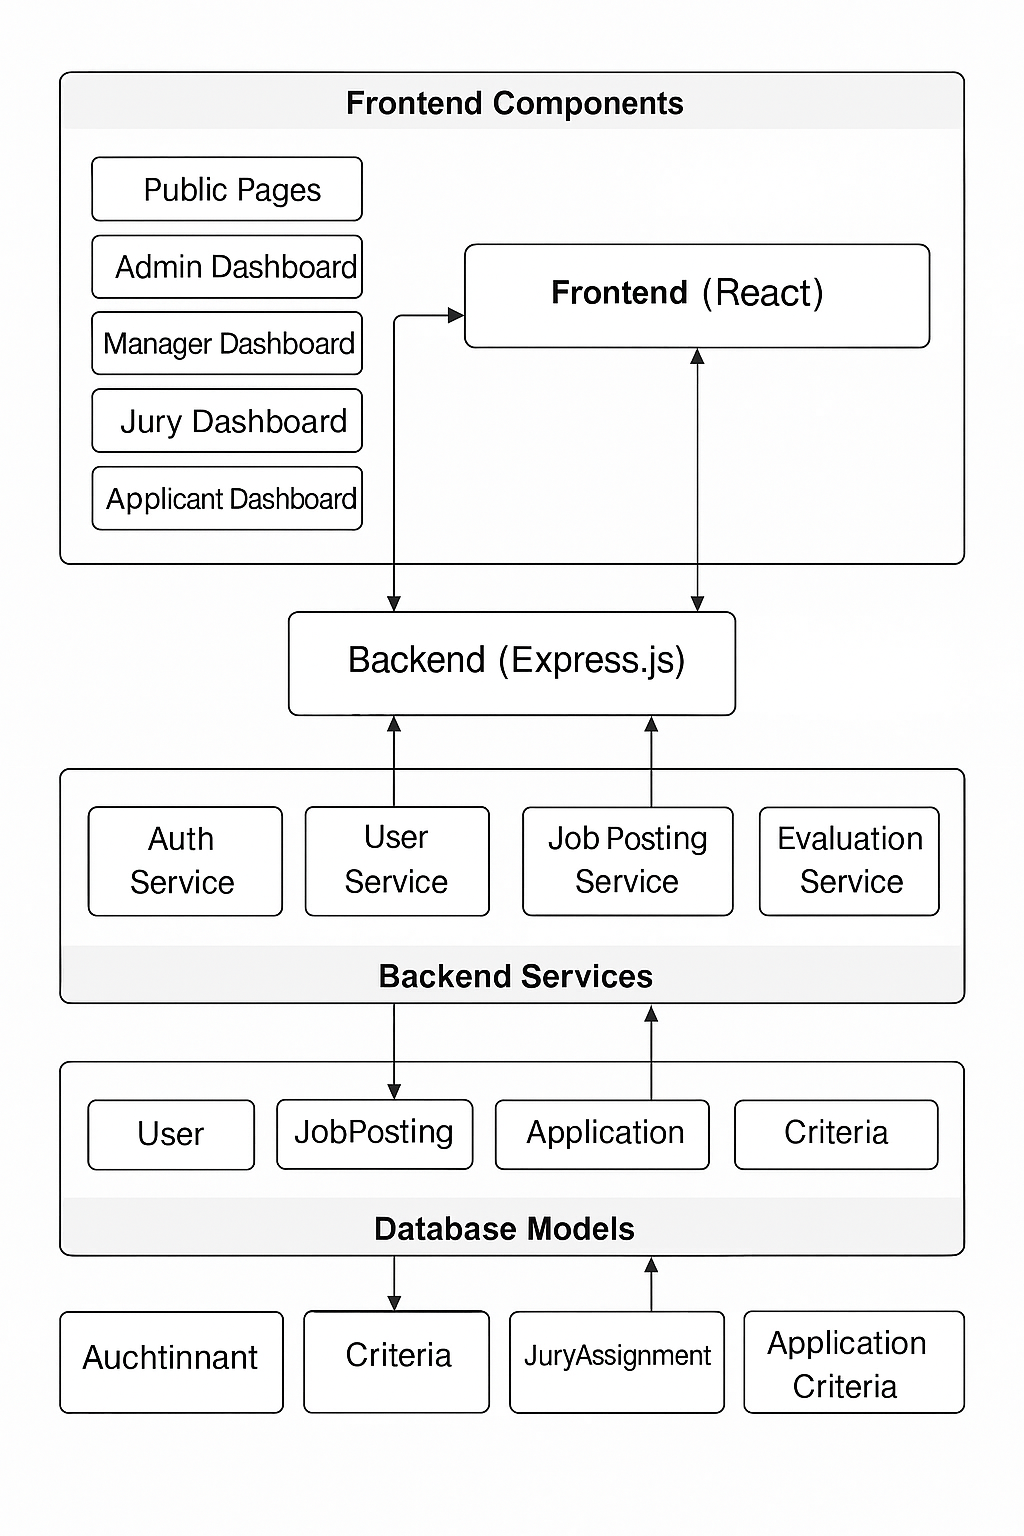 Frontend Components
Public Pages
Admin Dashboard
Manager Dashboard
Jury Dashboard
Applicant Dashboard
Frontend (React)
Backend (Express.js)
Auth
Service
User
Service
Job Posting
Service
Evaluation
Service
Backend Services
User
JobPosting
Application
Criteria
Database Models
Auchtinnant
Criteria
JuryAssignment
Application
Criteria